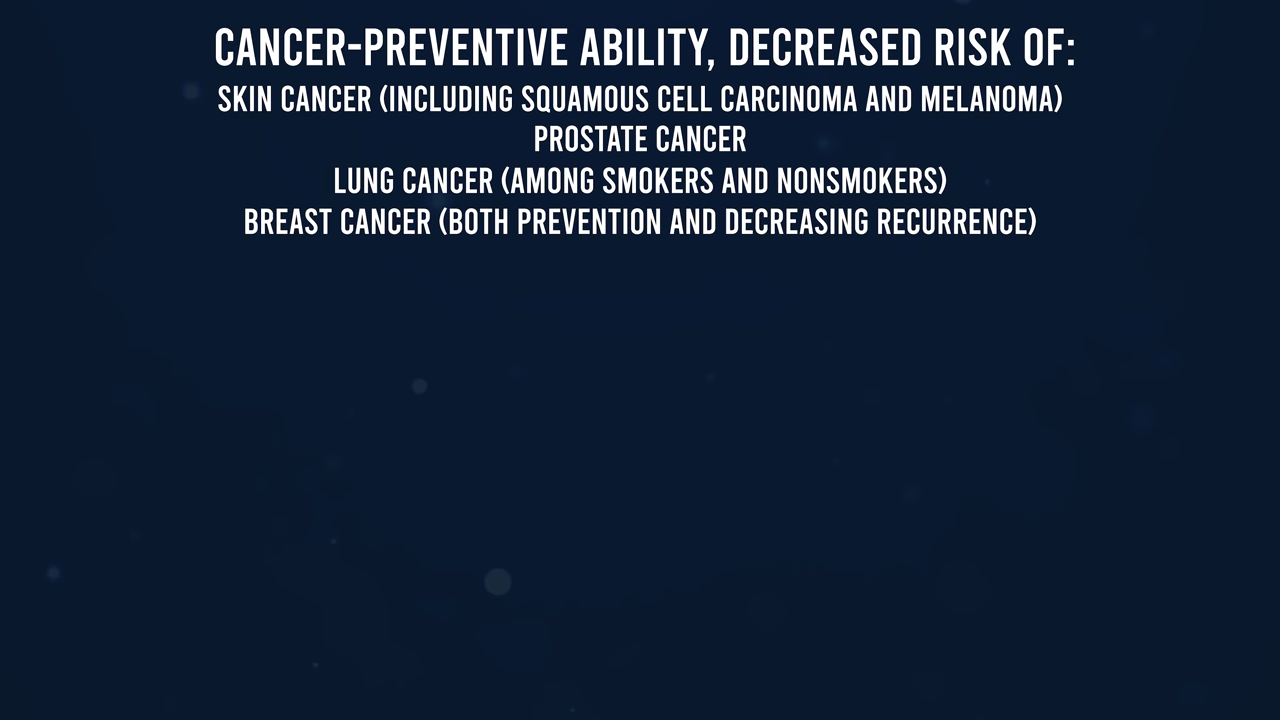 CANCER-PREVENTIVE ABILITY, DECREASED RISK OF:
SKIN CANCER (INCLUDING SQUAMOUS CELL CARCINOMA AND MELANOMA)
PROSTATE CANCER
LUNG CANCER (AMONG SMOKERS AND NONSMOKERS)
BREAST CANCER (BOTH PREVENTION AND DECREASING RECURRENCE)